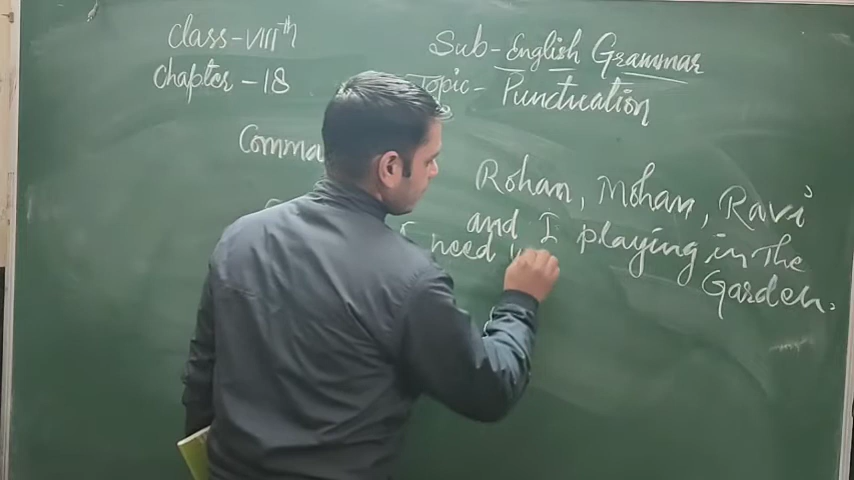 Class-VIIIth
Sub-English Grammar
Chapter-18
Topic- Punctuation
Comma
Rohan, Mohan, Ravi
and I playing in The
Garden.
I need